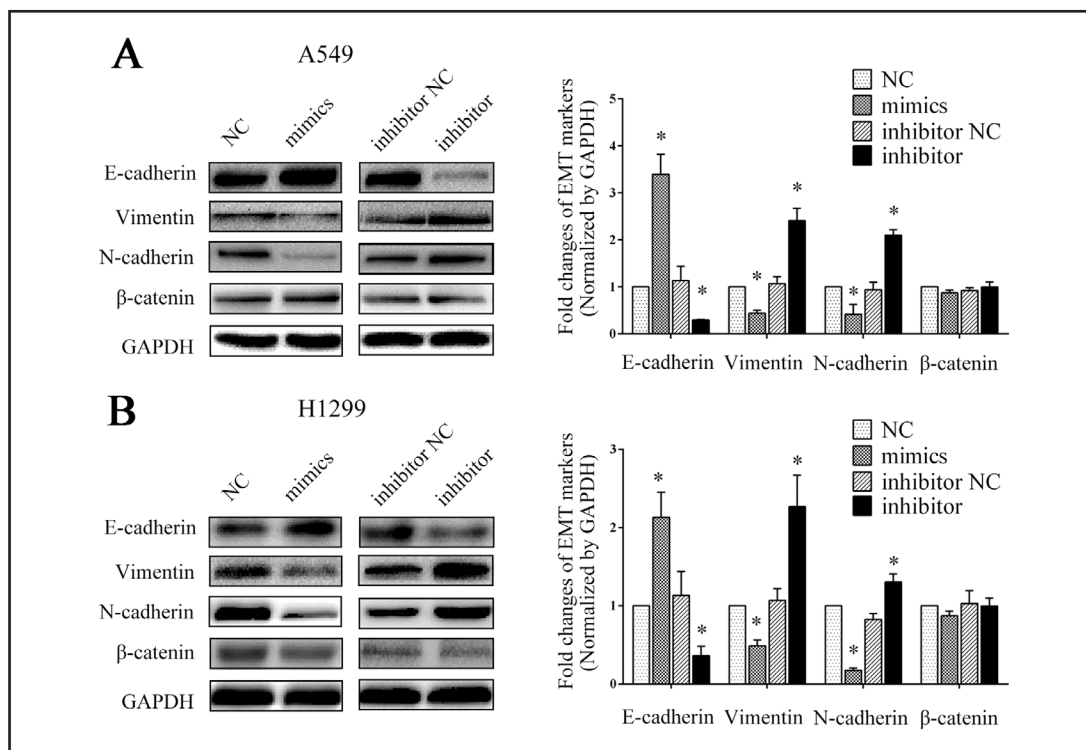 A
A549
NC
mimics
inhibitor NC
inhibitor
E-cadherin
Vimentin
N-cadherin
β-catenin
GAPDH
NC
mimics
inhibitor NC
inhibitor
Fold changes of EMT markers
(Normalized by GAPDH)
5
4
3
2
1
0
*
*
*
*
*
*
E-cadherin Vimentin N-cadherin β-catenin
B
H1299
NC
mimics
inhibitor NC
inhibitor
E-cadherin
Vimentin
N-cadherin
β-catenin
GAPDH
NC
mimics
inhibitor NC
inhibitor
Fold changes of EMT markers
(Normalized by GAPDH)
3
2
1
0
*
*
*
*
*
*
E-cadherin Vimentin N-cadherin β-catenin